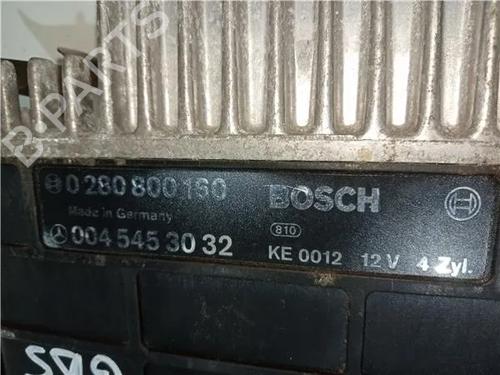 B-PARTS
0 280 800 160 BOSCH
Made in Germany 810
004 545 30 32 KE 0012 12 V 4 Zyl.